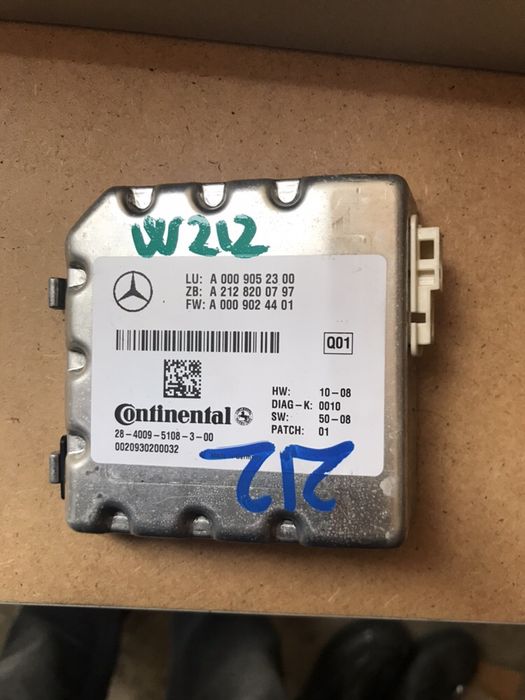 W212
LU: A 000 905 23 00
ZB: A 212 820 07 97
FW: A 000 902 44 01
Q01
Continental
28-4009-5108-3-00
0020930200032
HW: 10-08
DIAG-K: 0010
SW: 50-08
PATCH: 01
212